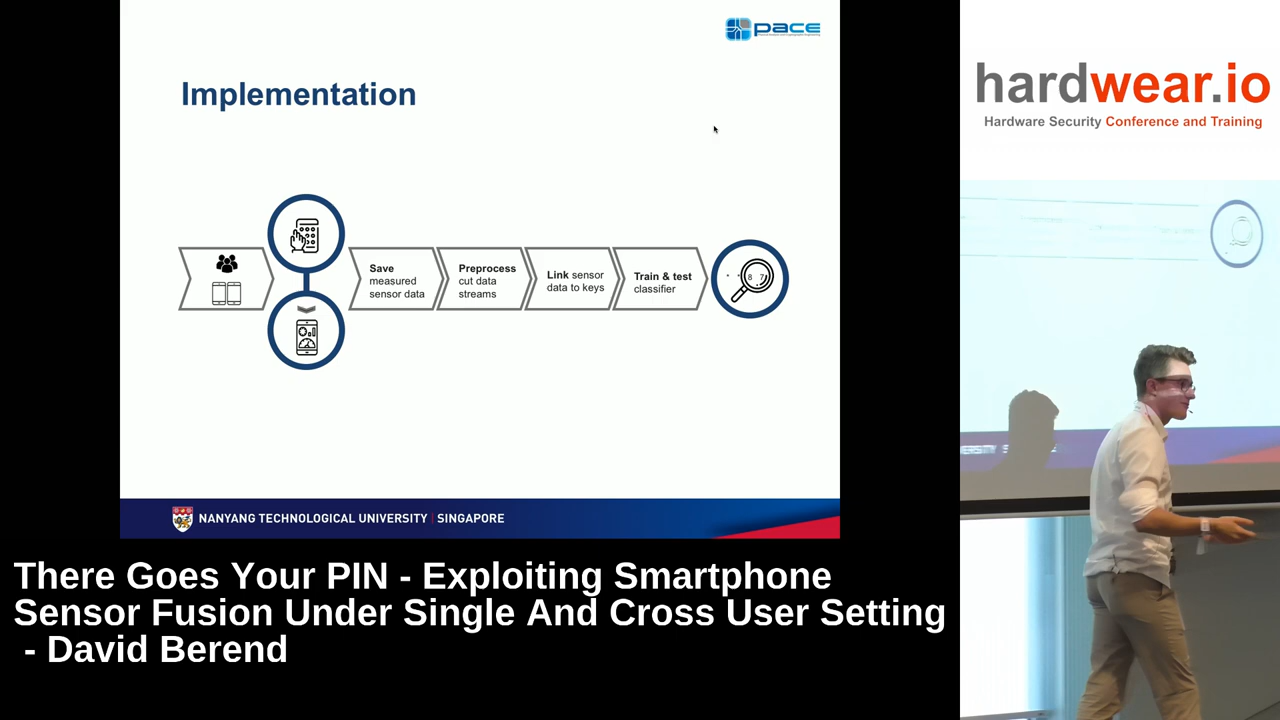 pace
hardwear.io
Hardware Security Conference and Training
Implementation
Save
measured
sensor data
Preprocess
cut data
streams
Link sensor
data to keys
Train & test
classifier
8 7
NANYANG TECHNOLOGICAL UNIVERSITY | SINGAPORE
There Goes Your PIN - Exploiting Smartphone
Sensor Fusion Under Single And Cross User Setting
- David Berend